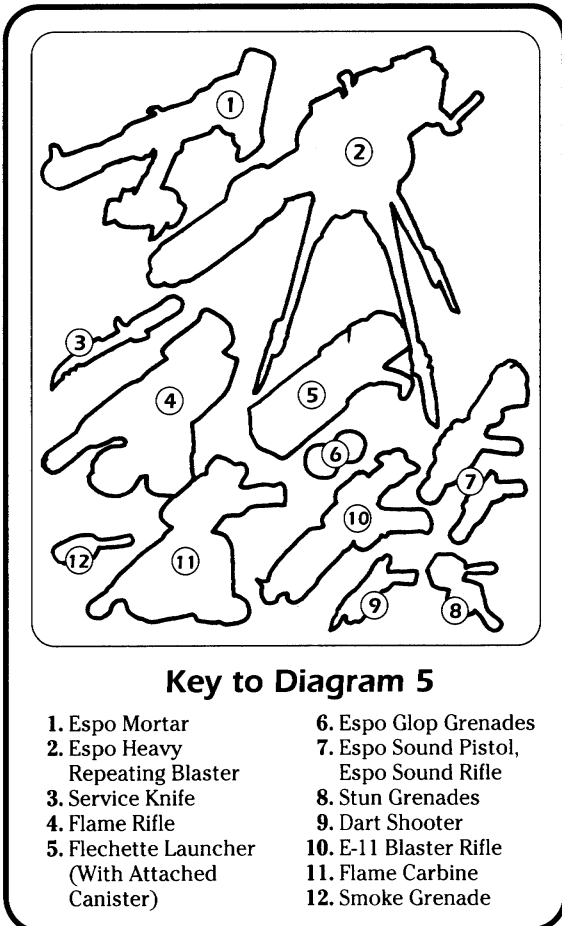 1
2
3
4
5
6
7
8
9
10
11
12
Key to Diagram 5
1. Espo Mortar
2. Espo Heavy
Repeating Blaster
3. Service Knife
4. Flame Rifle
5. Flechette Launcher
(With Attached
Canister)
6. Espo Glop Grenades
7. Espo Sound Pistol,
Espo Sound Rifle
8. Stun Grenades
9. Dart Shooter
10. E-11 Blaster Rifle
11. Flame Carbine
12. Smoke Grenade